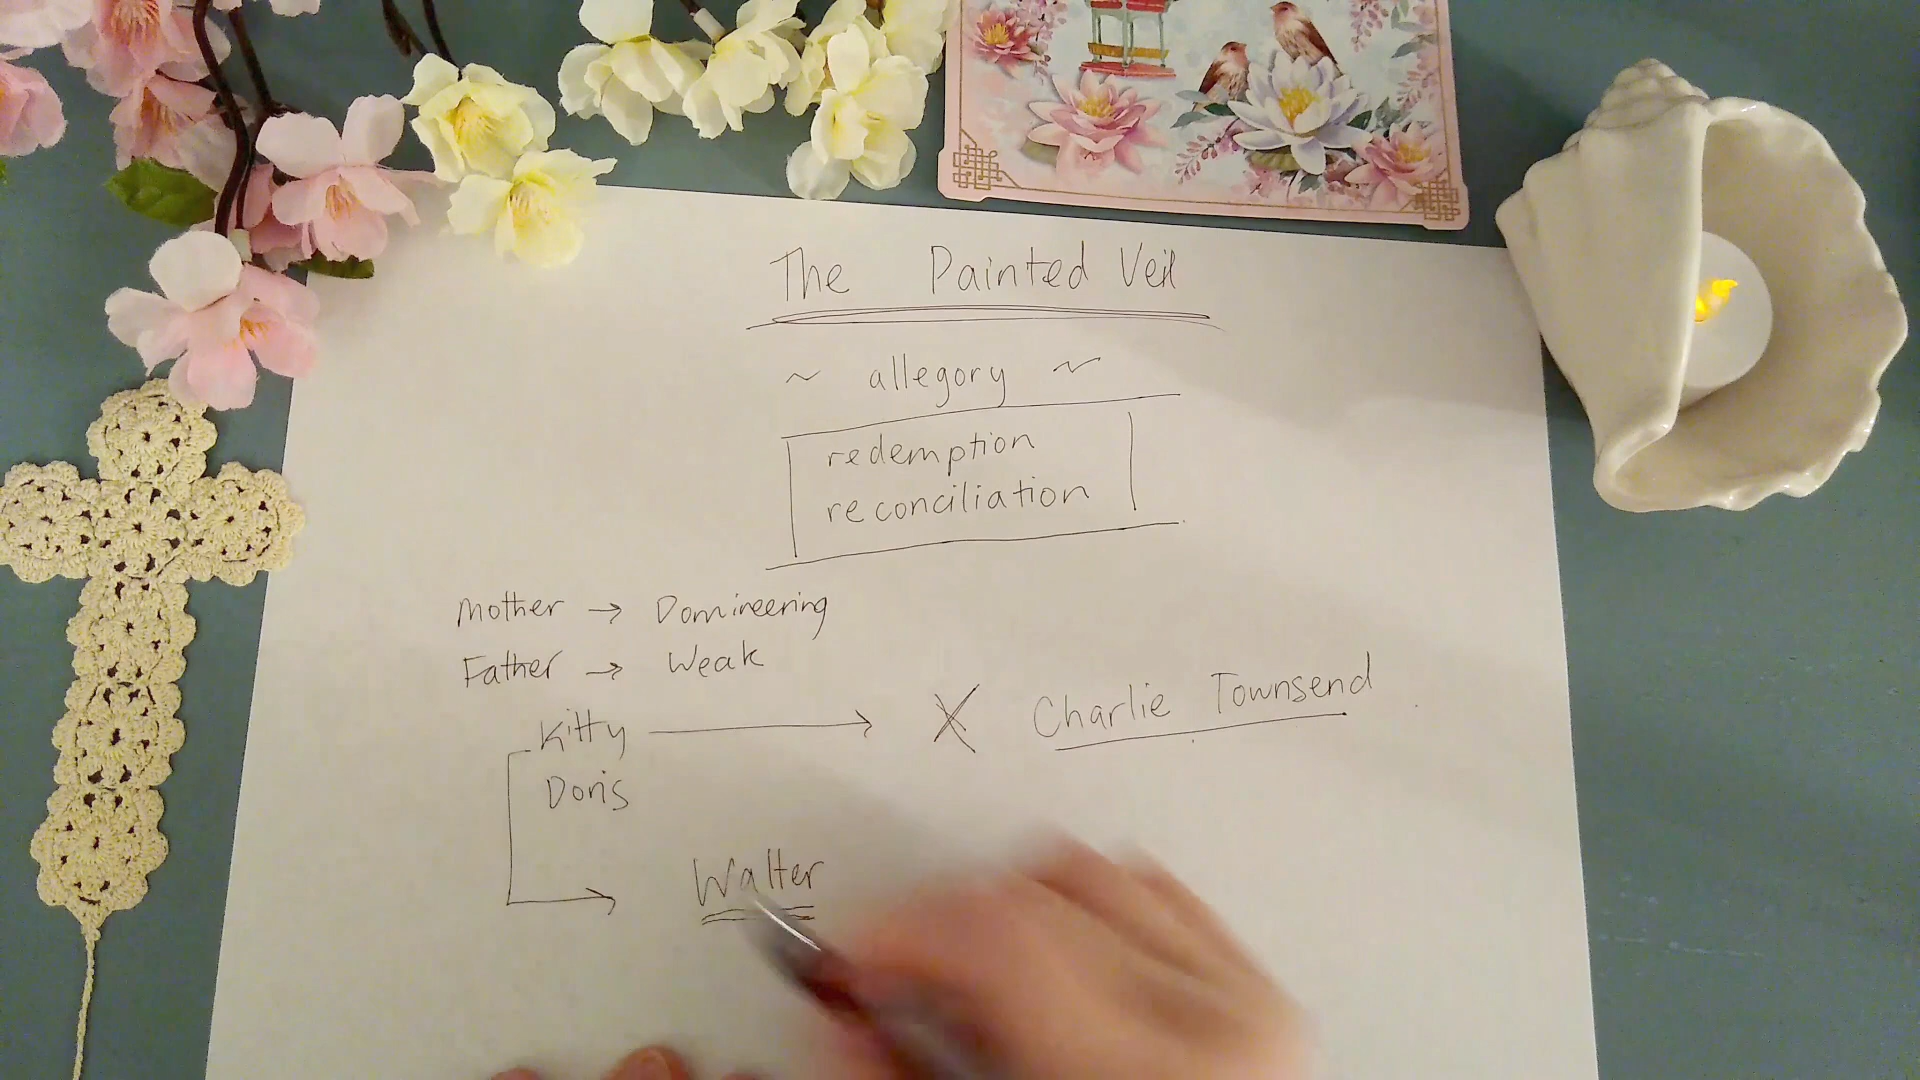 The Painted Veil
~ allegory ~
redemption
reconciliation
Mother → Domineering
Father → Weak
Kitty → X Charlie Townsend
Doris
→ Walter